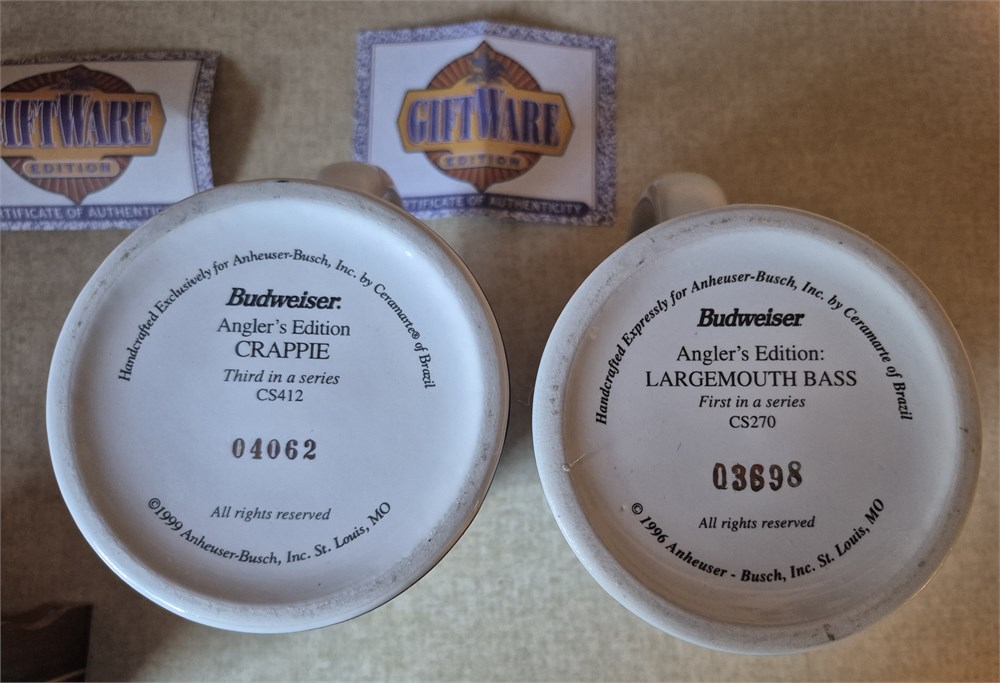 GIFTWARE
EDITION
CERTIFICATE OF AUTHENTICITY
Handcrafted Exclusively for Anheuser-Busch, Inc. by Ceramarte® of Brazil
Budweiser®
Angler's Edition
CRAPPIE
Third in a series
CS412
04062
All rights reserved
©1999 Anheuser-Busch, Inc. St. Louis, MO
GIFTWARE
EDITION
CERTIFICATE OF AUTHENTICITY
Handcrafted Expressly for Anheuser-Busch, Inc. by Ceramarte of Brazil
Budweiser
Angler's Edition:
LARGEMOUTH BASS
First in a series
CS270
03698
All rights reserved
© 1996 Anheuser - Busch, Inc. St. Louis, MO